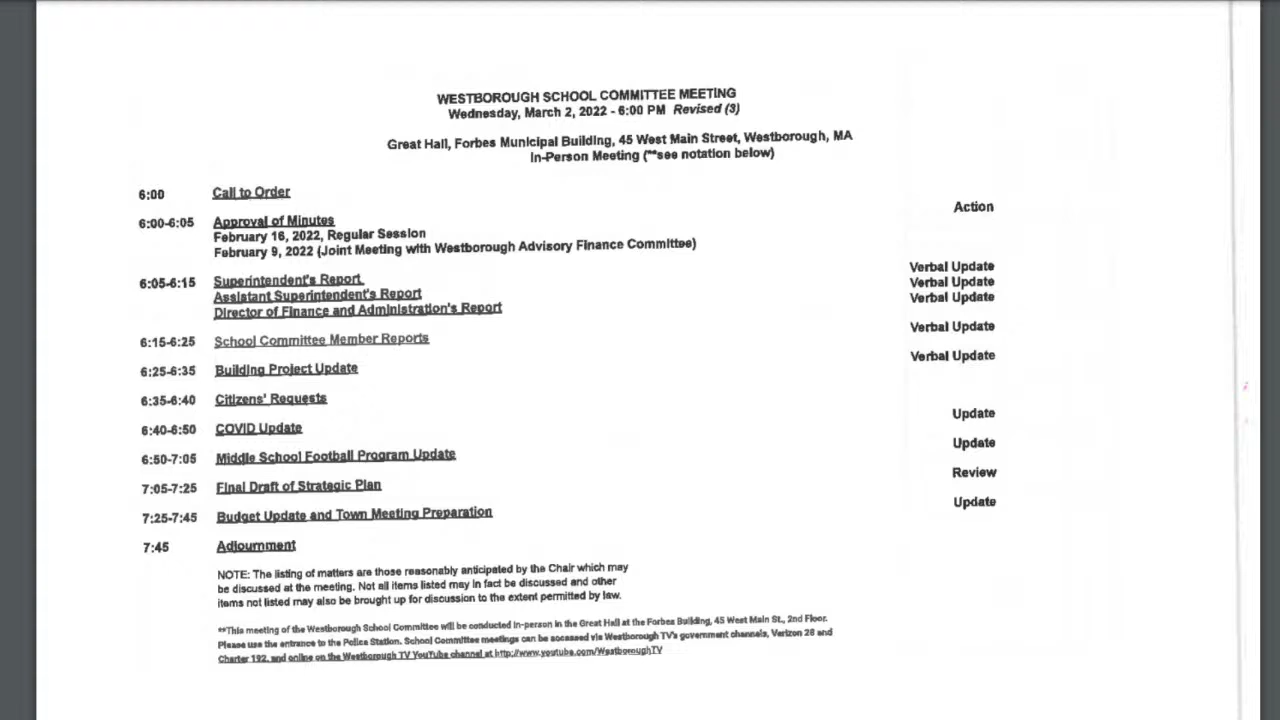 WESTBOROUGH SCHOOL COMMITTEE MEETING
Wednesday, March 2, 2022 - 6:00 PM Revised (3)
Great Hall, Forbes Municipal Building, 45 West Main Street, Westborough, MA
In-Person Meeting (**see notation below)
6:00 Call to Order
Action
6:00-6:05 Approval of Minutes
February 16, 2022, Regular Session
February 9, 2022 (Joint Meeting with Westborough Advisory Finance Committee)
6:05-6:15 Superintendent's Report Verbal Update
Assistant Superintendent's Report Verbal Update
Director of Finance and Administration's Report Verbal Update
6:15-6:25 School Committee Member Reports Verbal Update
6:25-6:35 Building Project Update Verbal Update
6:35-6:40 Citizens' Requests
6:40-6:50 COVID Update Update
6:50-7:05 Middle School Football Program Update Update
7:05-7:25 Final Draft of Strategic Plan Review
7:25-7:45 Budget Update and Town Meeting Preparation Update
7:45 Adjournment
NOTE: The listing of matters are those reasonably anticipated by the Chair which may
be discussed at the meeting. Not all items listed may in fact be discussed and other
items not listed may also be brought up for discussion to the extent permitted by law.
**This meeting of the Westborough School Committee will be conducted in-person in the Great Hall at the Forbes Building, 45 West Main St., 2nd Floor.
Please use the entrance to the Police Station. School Committee meetings can be accessed via Westborough TV's government channels, Verizon 28 and
Charter 192, and online on the Westborough TV YouTube channel at http://www.youtube.com/WestboroughTV